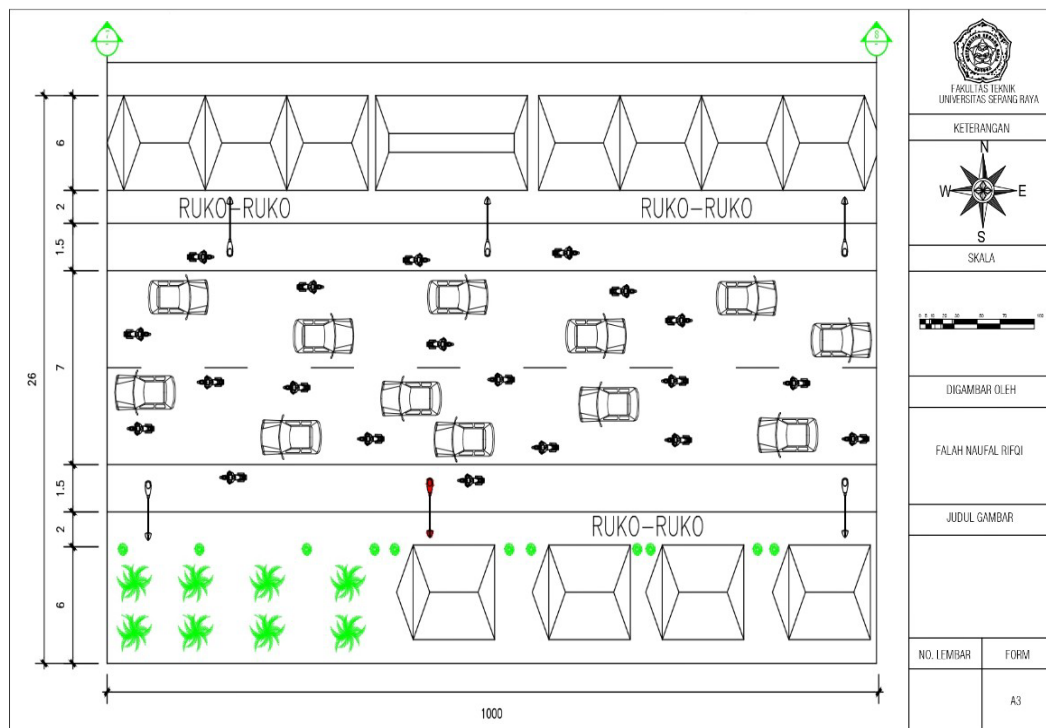 7
8
6
2
1.5
7
1.5
2
6
26
1000
RUKO-RUKO
RUKO-RUKO
RUKO-RUKO
FAKULTAS TEKNIK
UNIVERSITAS SERANG RAYA
KETERANGAN
N
W
E
S
SKALA
DIGAMBAR OLEH
FALAH NAUFAL RIFQI
JUDUL GAMBAR
NO. LEMBAR
FORM
A3